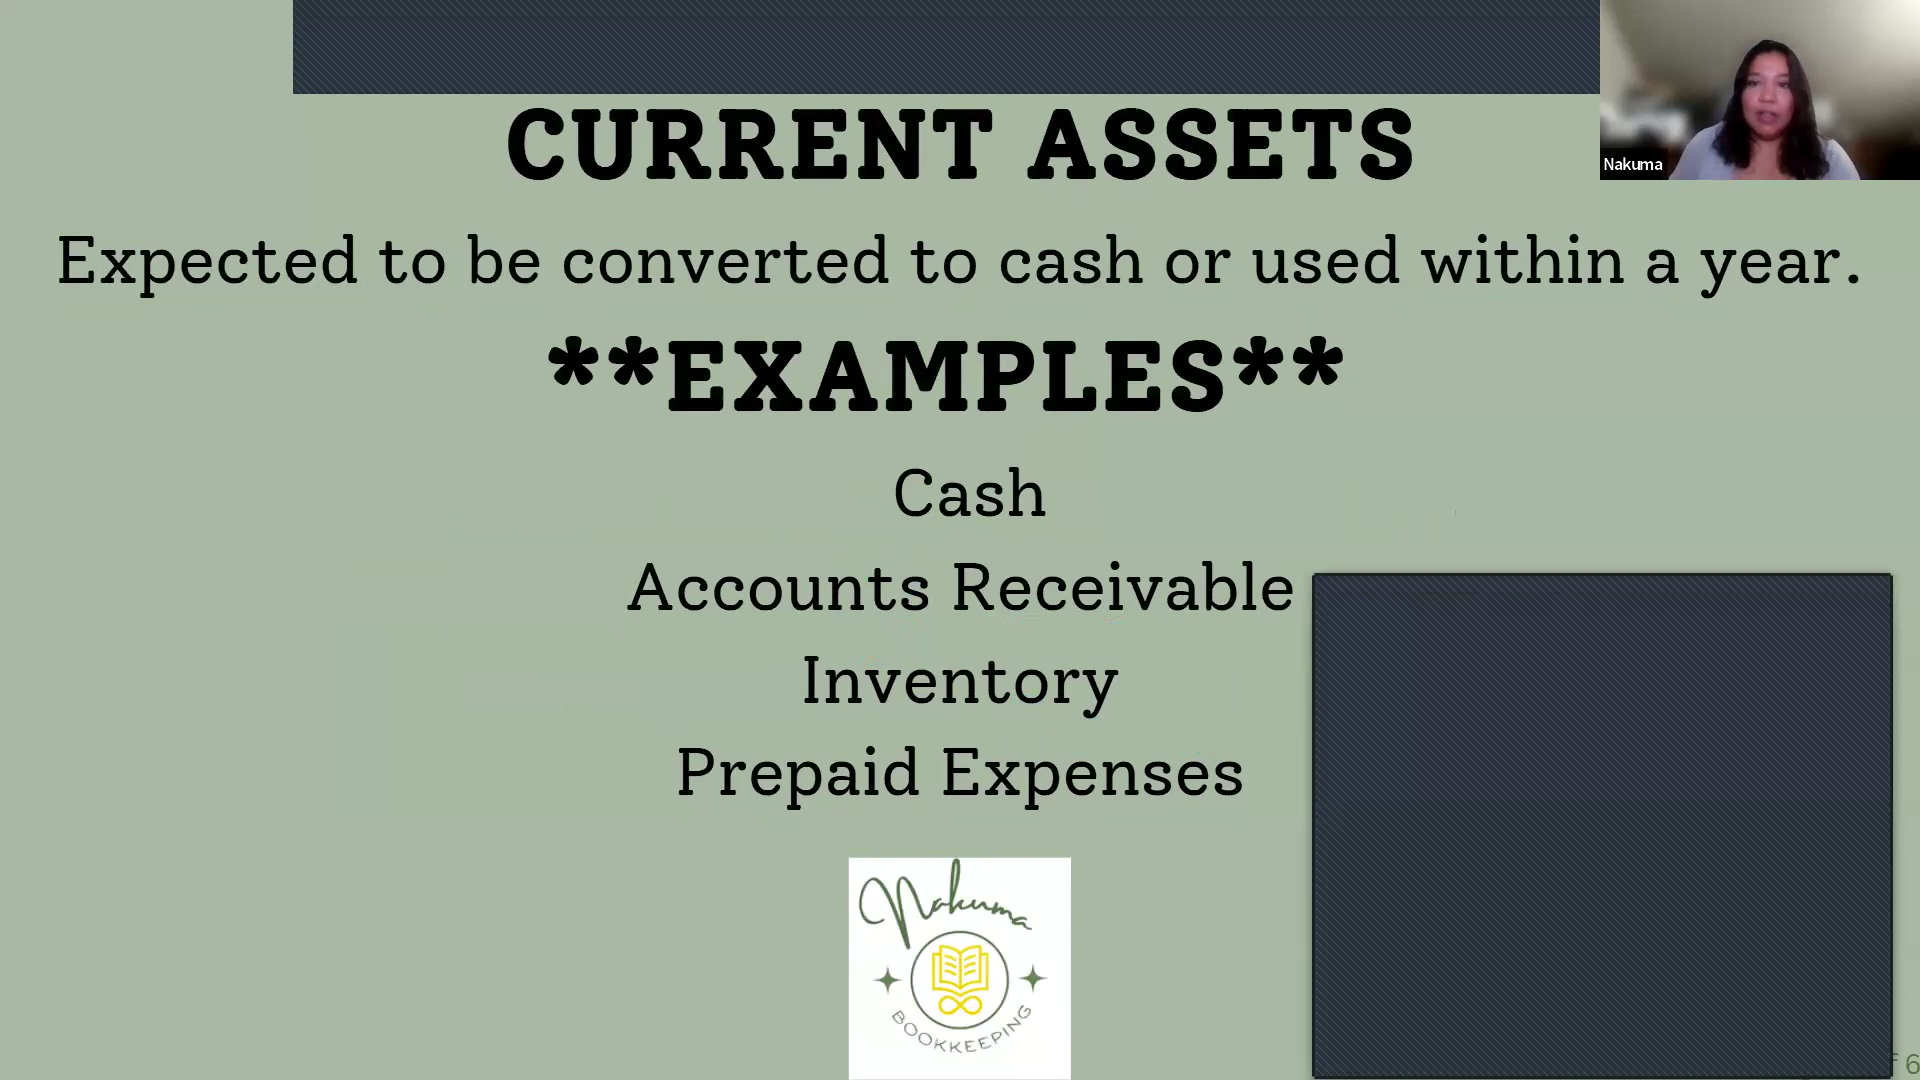 CURRENT ASSETS
Nakuma
Expected to be converted to cash or used within a year.
**EXAMPLES**
Cash
Accounts Receivable
Inventory
Prepaid Expenses
Nakuma
BOOKKEEPING
6